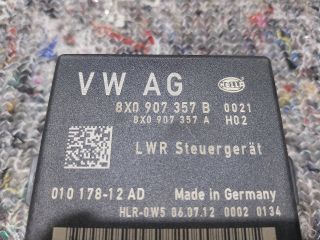 VW AG
HELLA
8X0 907 357 B 0021
8X0 907 357 A H02
LWR Steuergerät
010 178-12 AD Made in Germany
HLR-0W5 06.07.12 0002 0134